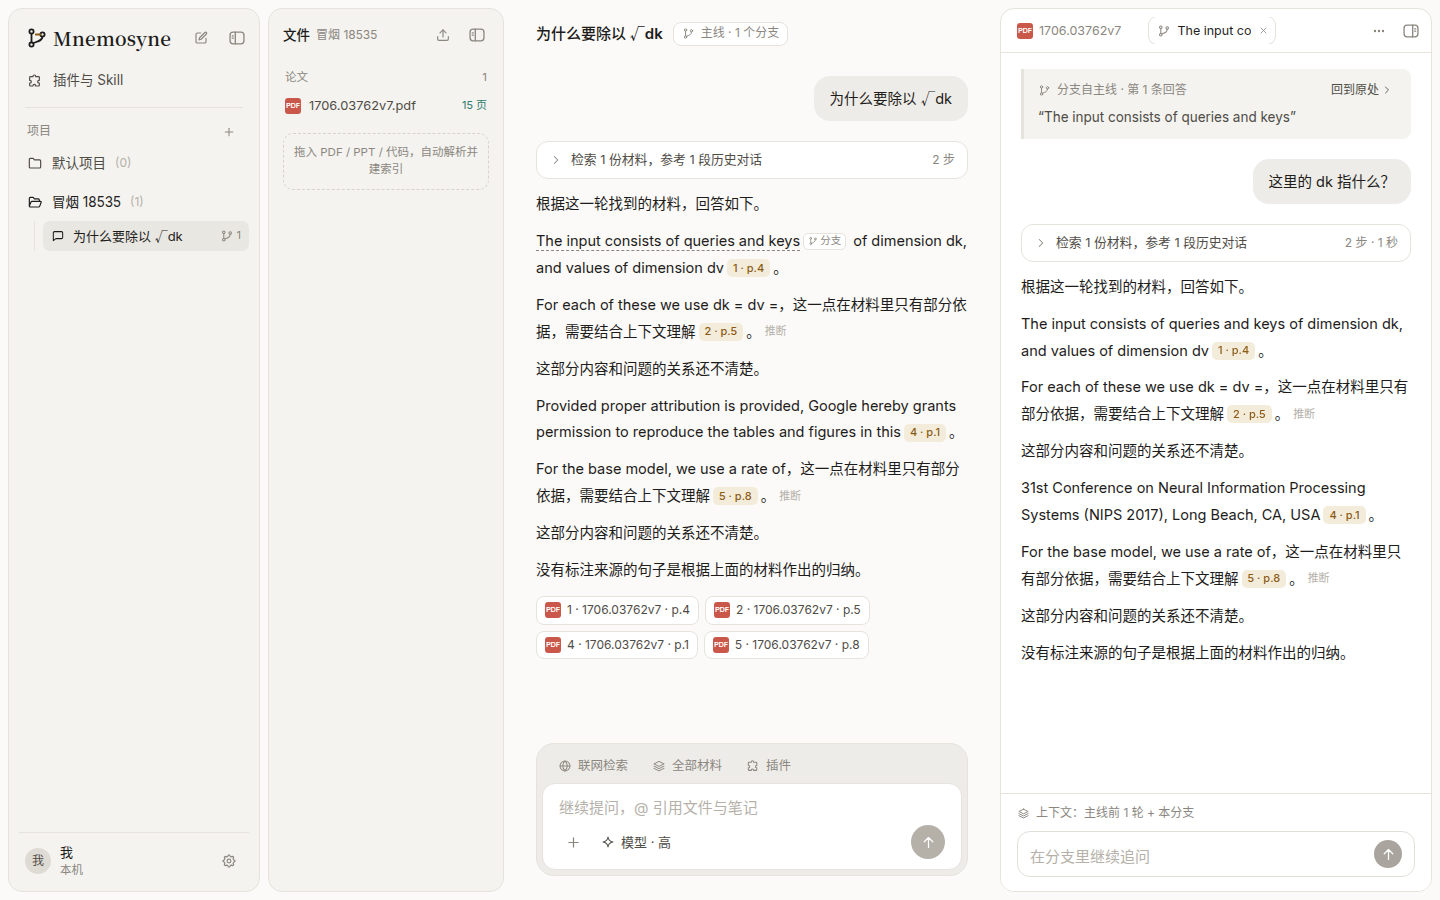 Mnemosyne
插件与 Skill
项目
默认项目 (0)
冒烟 18535 (1)
为什么要除以 √dk 1
我
我
本机
文件 冒烟 18535
论文 1
PDF 1706.03762v7.pdf 15 页
拖入 PDF / PPT / 代码，自动解析并
建索引
为什么要除以 √dk 主线 · 1 个分支
为什么要除以 √dk
检索 1 份材料，参考 1 段历史对话 2 步
根据这一轮找到的材料，回答如下。
The input consists of queries and keys 分支 of dimension dk,
and values of dimension dv 1 · p.4 。
For each of these we use dk = dv =，这一点在材料里只有部分依
据，需要结合上下文理解 2 · p.5 。 推断
这部分内容和问题的关系还不清楚。
Provided proper attribution is provided, Google hereby grants
permission to reproduce the tables and figures in this 4 · p.1 。
For the base model, we use a rate of，这一点在材料里只有部分
依据，需要结合上下文理解 5 · p.8 。 推断
这部分内容和问题的关系还不清楚。
没有标注来源的句子是根据上面的材料作出的归纳。
PDF 1 · 1706.03762v7 · p.4 PDF 2 · 1706.03762v7 · p.5
PDF 4 · 1706.03762v7 · p.1 PDF 5 · 1706.03762v7 · p.8
联网检索 全部材料 插件
继续提问，@ 引用文件与笔记
模型 · 高
PDF 1706.03762v7 The input co ×
分支自主线 · 第 1 条回答 回到原处
“The input consists of queries and keys”
这里的 dk 指什么？
检索 1 份材料，参考 1 段历史对话 2 步 · 1 秒
根据这一轮找到的材料，回答如下。
The input consists of queries and keys of dimension dk,
and values of dimension dv 1 · p.4 。
For each of these we use dk = dv =，这一点在材料里只有
部分依据，需要结合上下文理解 2 · p.5 。 推断
这部分内容和问题的关系还不清楚。
31st Conference on Neural Information Processing
Systems (NIPS 2017), Long Beach, CA, USA 4 · p.1 。
For the base model, we use a rate of，这一点在材料里只
有部分依据，需要结合上下文理解 5 · p.8 。 推断
这部分内容和问题的关系还不清楚。
没有标注来源的句子是根据上面的材料作出的归纳。
上下文：主线前 1 轮 + 本分支
在分支里继续追问